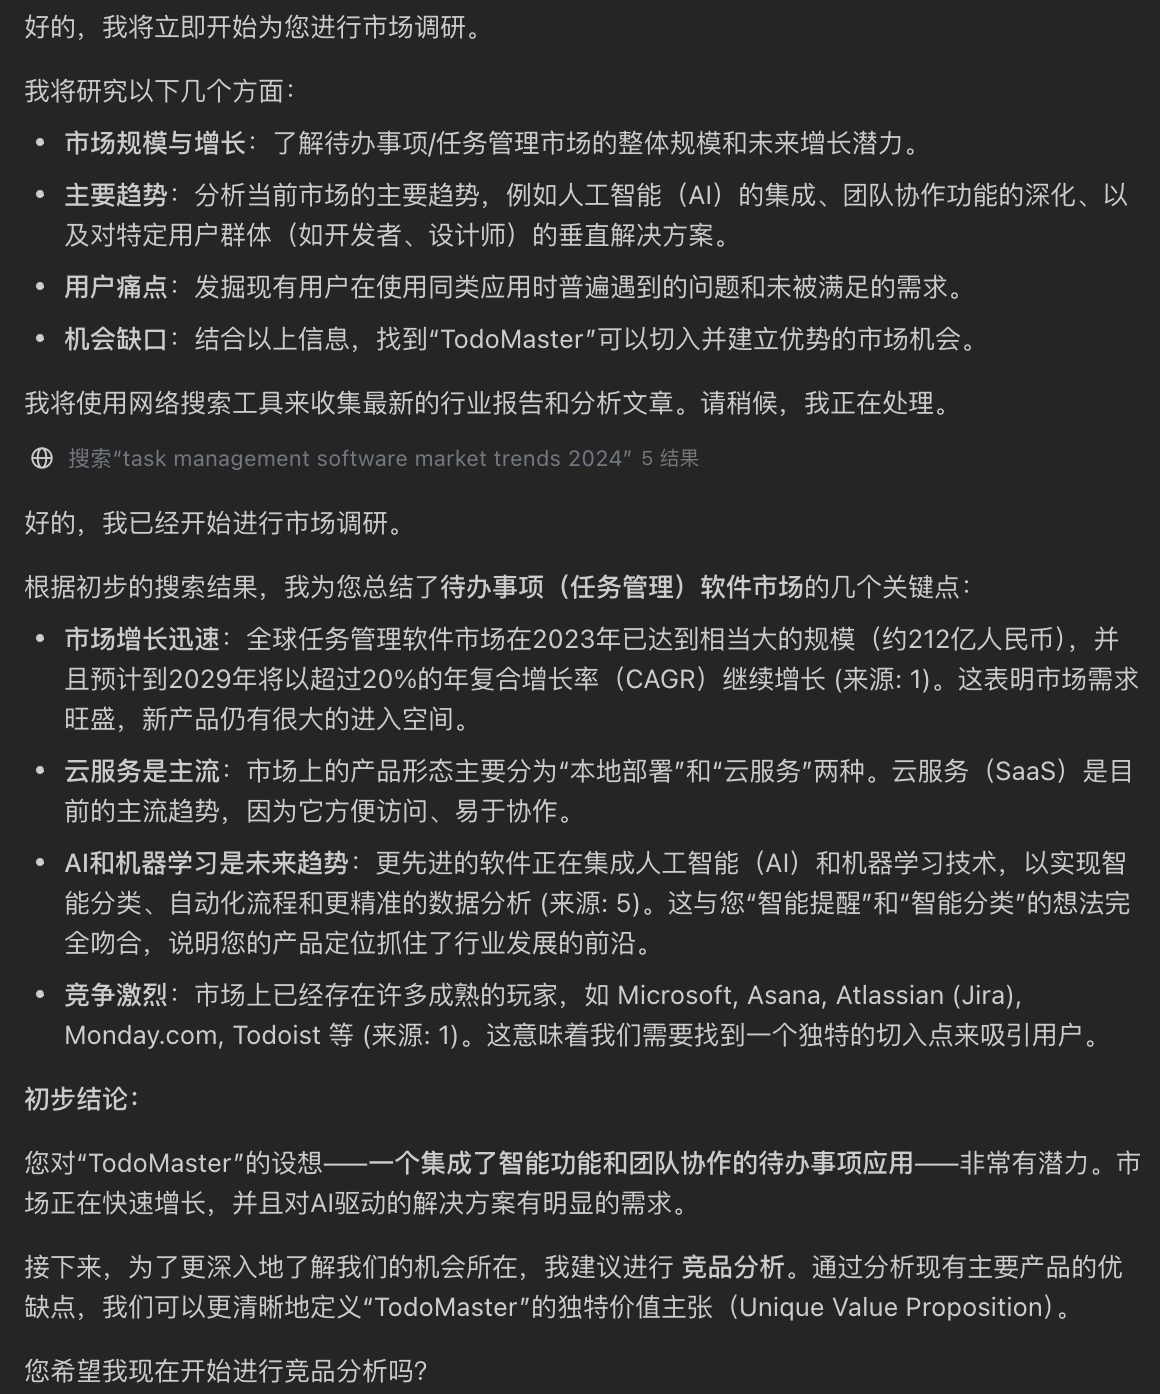 好的，我将立即开始为您进行市场调研。
我将研究以下几个方面：
• 市场规模与增长：了解待办事项/任务管理市场的整体规模和未来增长潜力。
• 主要趋势：分析当前市场的主要趋势，例如人工智能（AI）的集成、团队协作功能的深化、以
及对特定用户群体（如开发者、设计师）的垂直解决方案。
• 用户痛点：发掘现有用户在使用同类应用时普遍遇到的问题和未被满足的需求。
• 机会缺口：结合以上信息，找到“TodoMaster”可以切入并建立优势的市场机会。
我将使用网络搜索工具来收集最新的行业报告和分析文章。请稍候，我正在处理。
搜索“task management software market trends 2024” 5 结果
好的，我已经开始进行市场调研。
根据初步的搜索结果，我为您总结了待办事项（任务管理）软件市场的几个关键点：
• 市场增长迅速：全球任务管理软件市场在2023年已达到相当大的规模（约212亿人民币），并
且预计到2029年将以超过20%的年复合增长率（CAGR）继续增长 (来源: 1)。这表明市场需求
旺盛，新产品仍有很大的进入空间。
• 云服务是主流：市场上的产品形态主要分为“本地部署”和“云服务”两种。云服务（SaaS）是目
前的主流趋势，因为它方便访问、易于协作。
• AI和机器学习是未来趋势：更先进的软件正在集成人工智能（AI）和机器学习技术，以实现智
能分类、自动化流程和更精准的数据分析 (来源: 5)。这与您“智能提醒”和“智能分类”的想法完
全吻合，说明您的产品定位抓住了行业发展的前沿。
• 竞争激烈：市场上已经存在许多成熟的玩家，如 Microsoft, Asana, Atlassian (Jira),
Monday.com, Todoist 等 (来源: 1)。这意味着我们需要找到一个独特的切入点来吸引用户。
初步结论：
您对“TodoMaster”的设想——一个集成了智能功能和团队协作的待办事项应用——非常有潜力。市
场正在快速增长，并且对AI驱动的解决方案有明显的需求。
接下来，为了更深入地了解我们的机会所在，我建议进行 竞品分析。通过分析现有主要产品的优
缺点，我们可以更清晰地定义“TodoMaster”的独特价值主张（Unique Value Proposition）。
您希望我现在开始进行竞品分析吗？